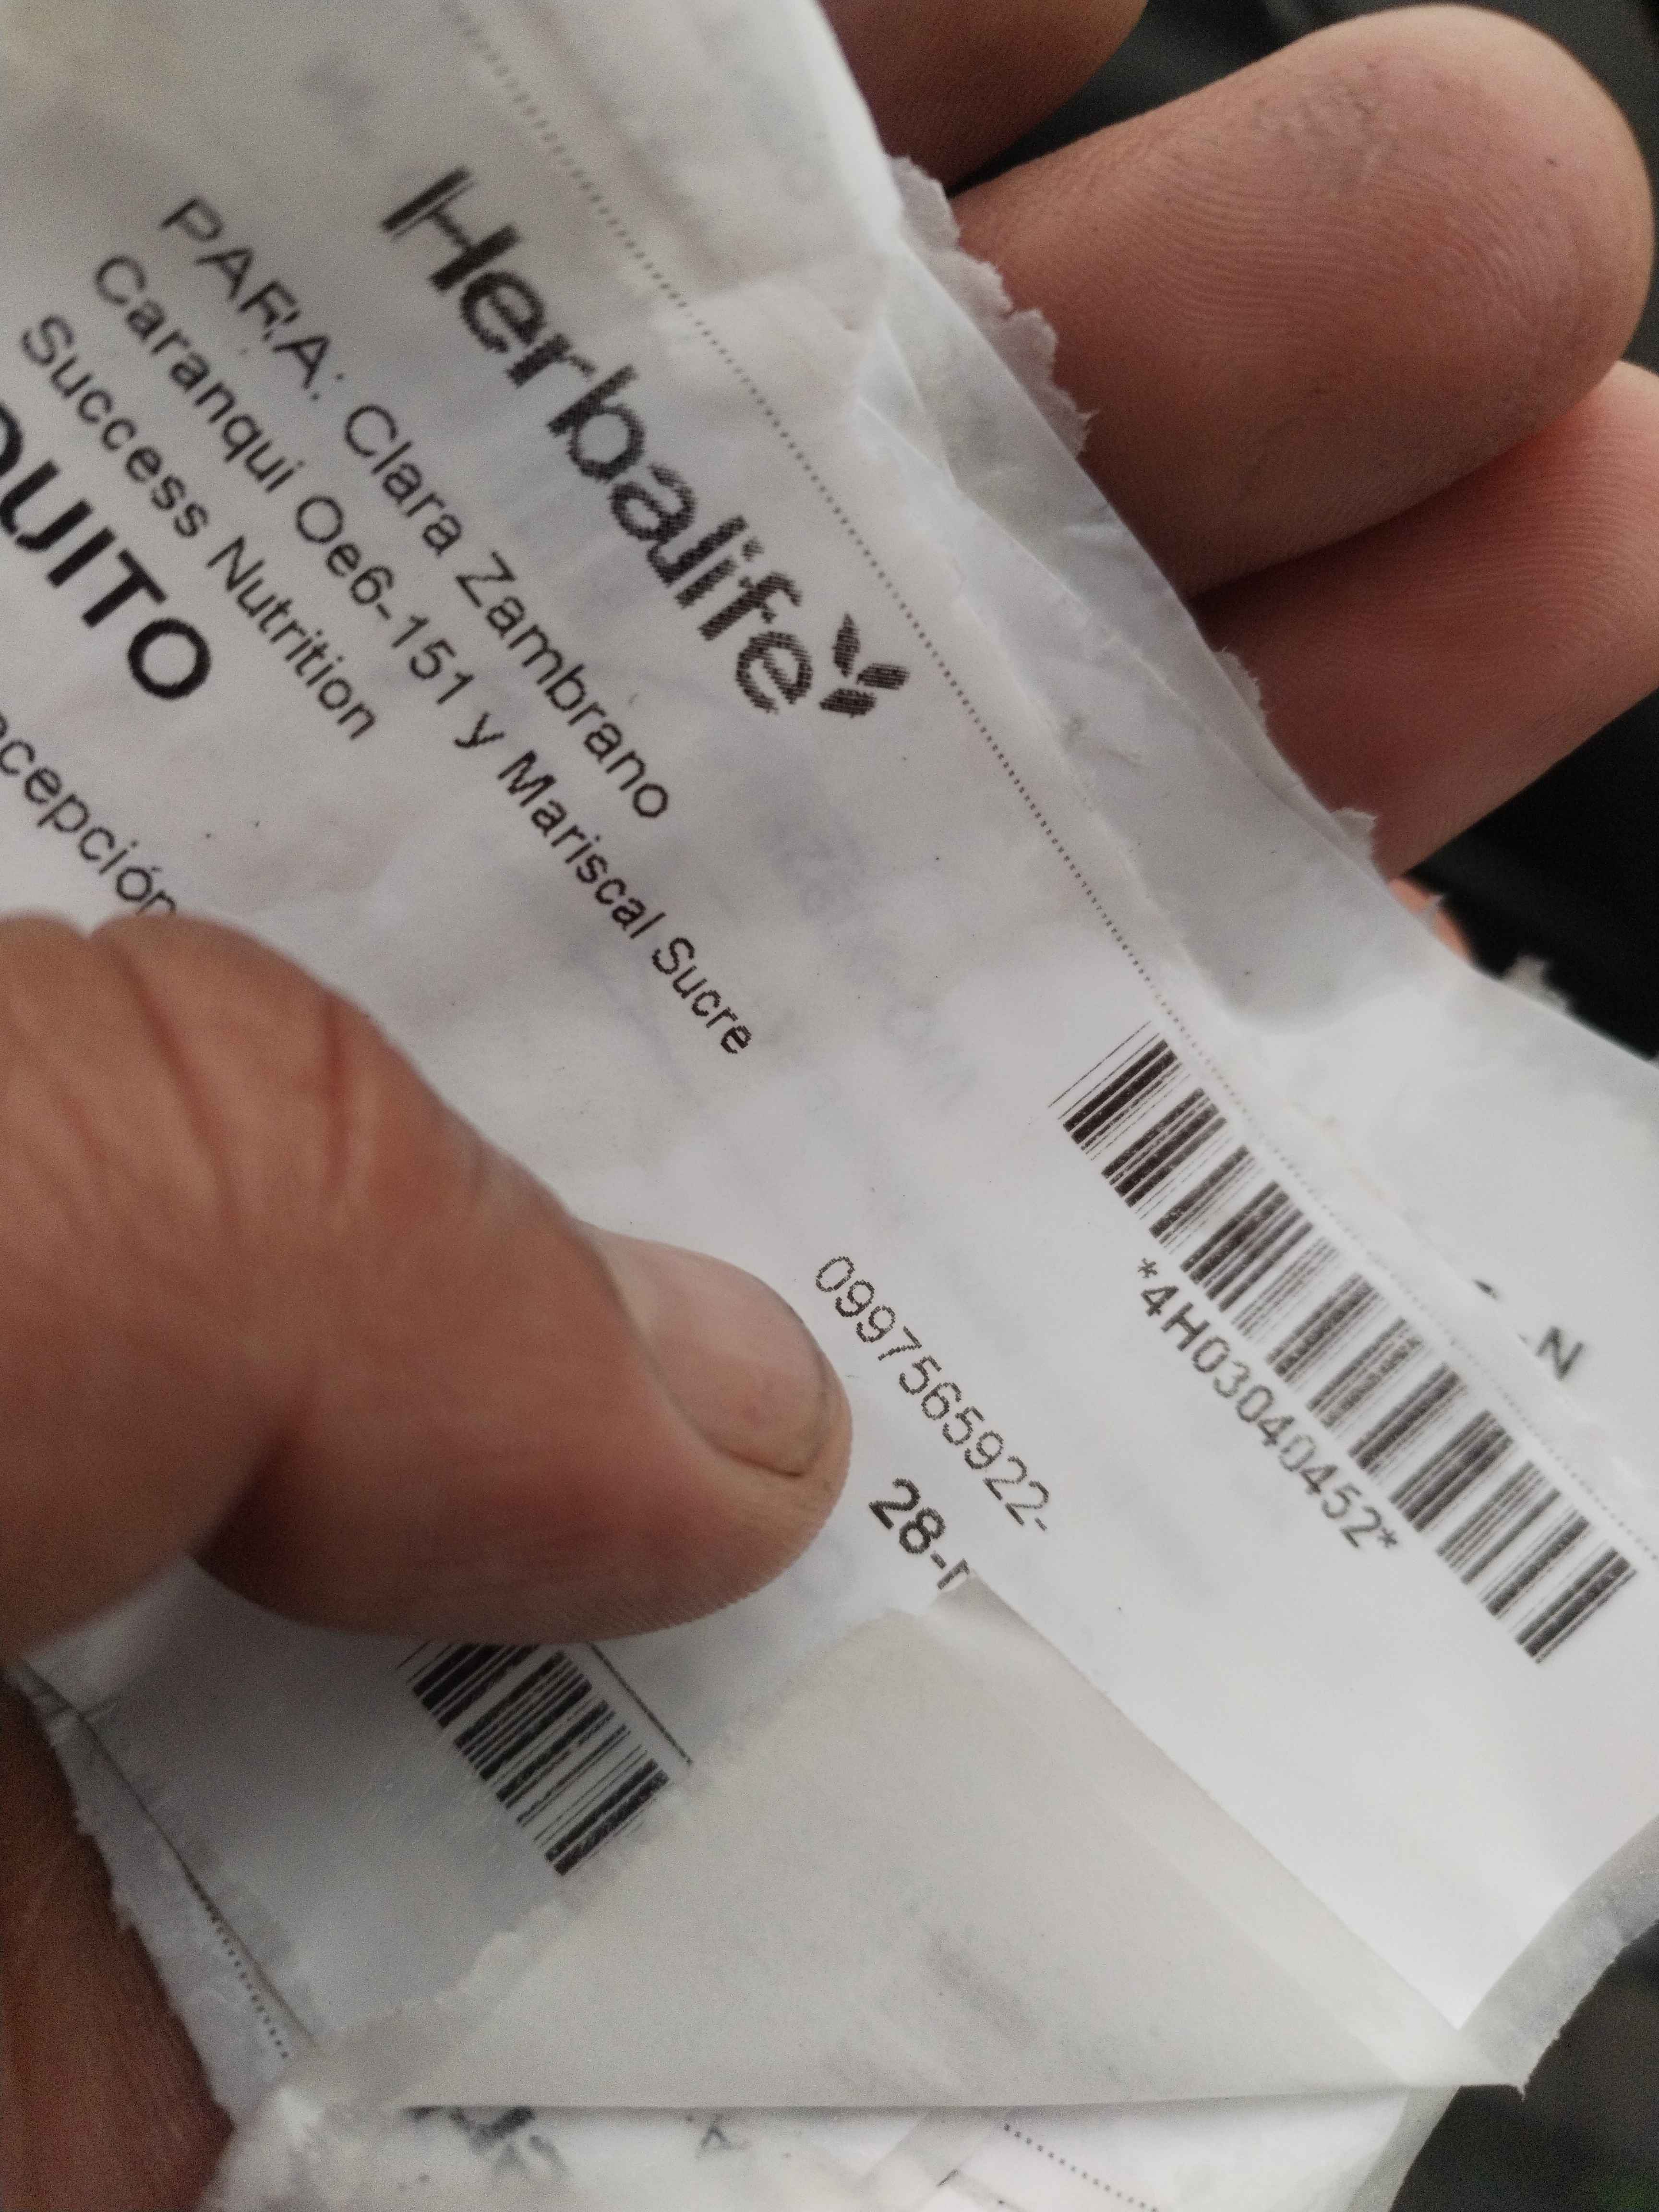 Herbalife
PARA: Clara Zambrano
Caranqui Oe6-151 y Mariscal Sucre
Success Nutrition
QUITO
*4H03040452*
0997565922-
28-
N